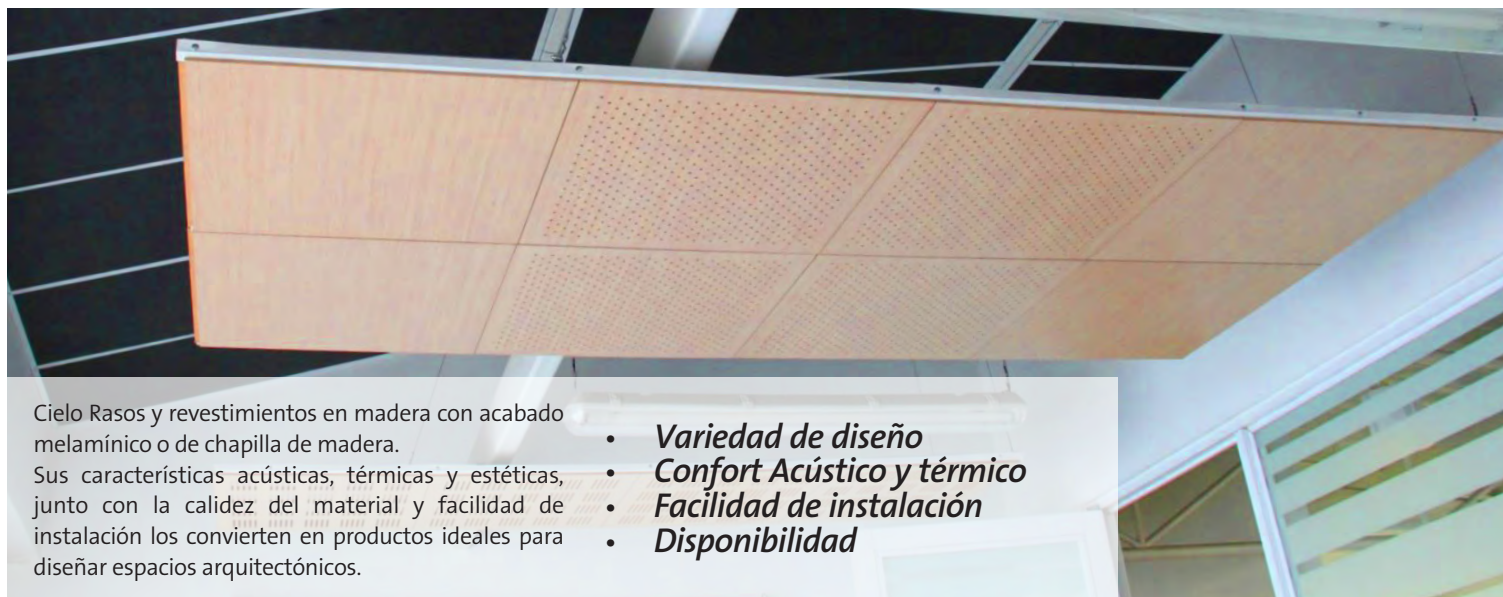 Cielo Rasos y revestimientos en madera con acabado
melamínico o de chapilla de madera.
Sus características acústicas, térmicas y estéticas,
junto con la calidez del material y facilidad de
instalación los convierten en productos ideales para
diseñar espacios arquitectónicos.
• Variedad de diseño
• Confort Acústico y térmico
• Facilidad de instalación
• Disponibilidad